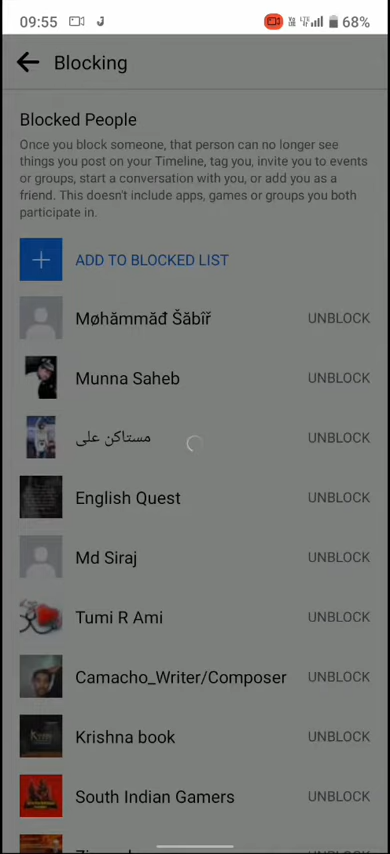 09:55 68%
Blocking
Blocked People
Once you block someone, that person can no longer see
things you post on your Timeline, tag you, invite you to events
or groups, start a conversation with you, or add you as a
friend. This doesn't include apps, games or groups you both
participate in.
ADD TO BLOCKED LIST
Møhămmăđ Šăbîř UNBLOCK
Munna Saheb UNBLOCK
مستاکن علی UNBLOCK
English Quest UNBLOCK
Md Siraj UNBLOCK
Tumi R Ami UNBLOCK
Camacho_Writer/Composer UNBLOCK
Krishna book UNBLOCK
South Indian Gamers UNBLOCK